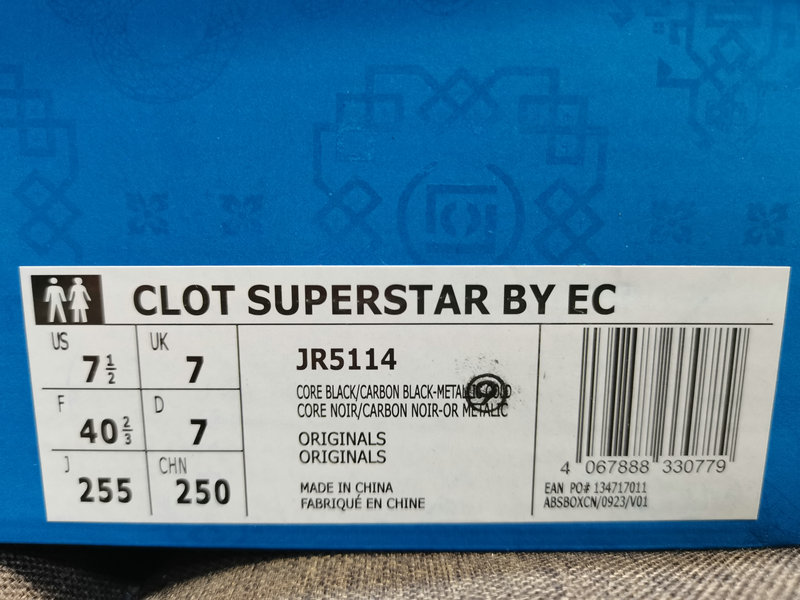 CLOT SUPERSTAR BY EC
US 7 1/2 UK 7
F 40 2/3 D 7
J 255 CHN 250
JR5114
CORE BLACK/CARBON BLACK-METALLIC GOLD
CORE NOIR/CARBON NOIR-OR METALIC
9
ORIGINALS
ORIGINALS
MADE IN CHINA
FABRIQUÉ EN CHINE
4 067888 330779
EAN PO# 134717011
ABSBOXCN/0923/V01